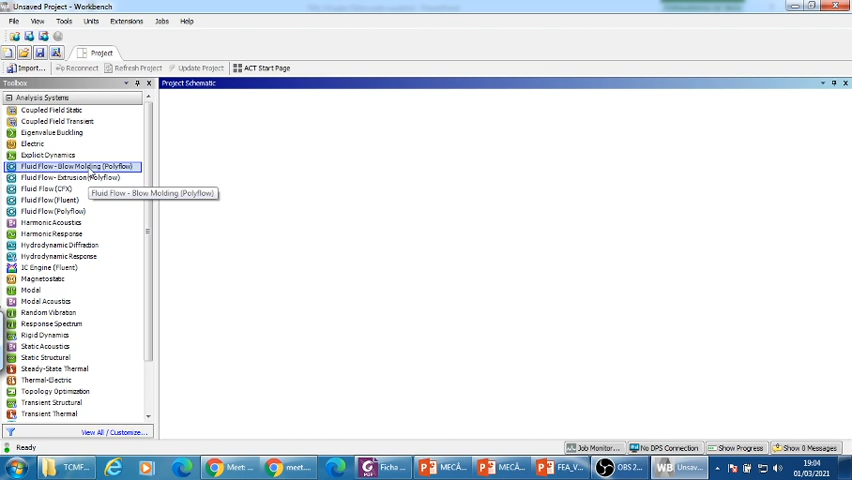 Unsaved Project - Workbench
File View Tools Units Extensions Jobs Help
Project
Import... Reconnect Refresh Project Update Project ACT Start Page
Toolbox
Project Schematic
Analysis Systems
Coupled Field Static
Coupled Field Transient
Eigenvalue Buckling
Electric
Explicit Dynamics
Fluid Flow - Blow Molding (Polyflow)
Fluid Flow- Extrusion (Polyflow)
Fluid Flow (CFX)
Fluid Flow - Blow Molding (Polyflow)
Fluid Flow (Fluent)
Fluid Flow (Polyflow)
Harmonic Acoustics
Harmonic Response
Hydrodynamic Diffraction
Hydrodynamic Response
IC Engine (Fluent)
Magnetostatic
Modal
Modal Acoustics
Random Vibration
Response Spectrum
Rigid Dynamics
Static Acoustics
Static Structural
Steady-State Thermal
Thermal-Electric
Topology Optimization
Transient Structural
Transient Thermal
View All / Customize...
Ready
Job Monitor... No DPS Connection Show Progress Show 0 Messages
TCMF... Meet: ... meet.... Ficha ... MECÂ... MECÂ... FEA_V... OBS 2... WB Unsav...
19:04
01/03/2021